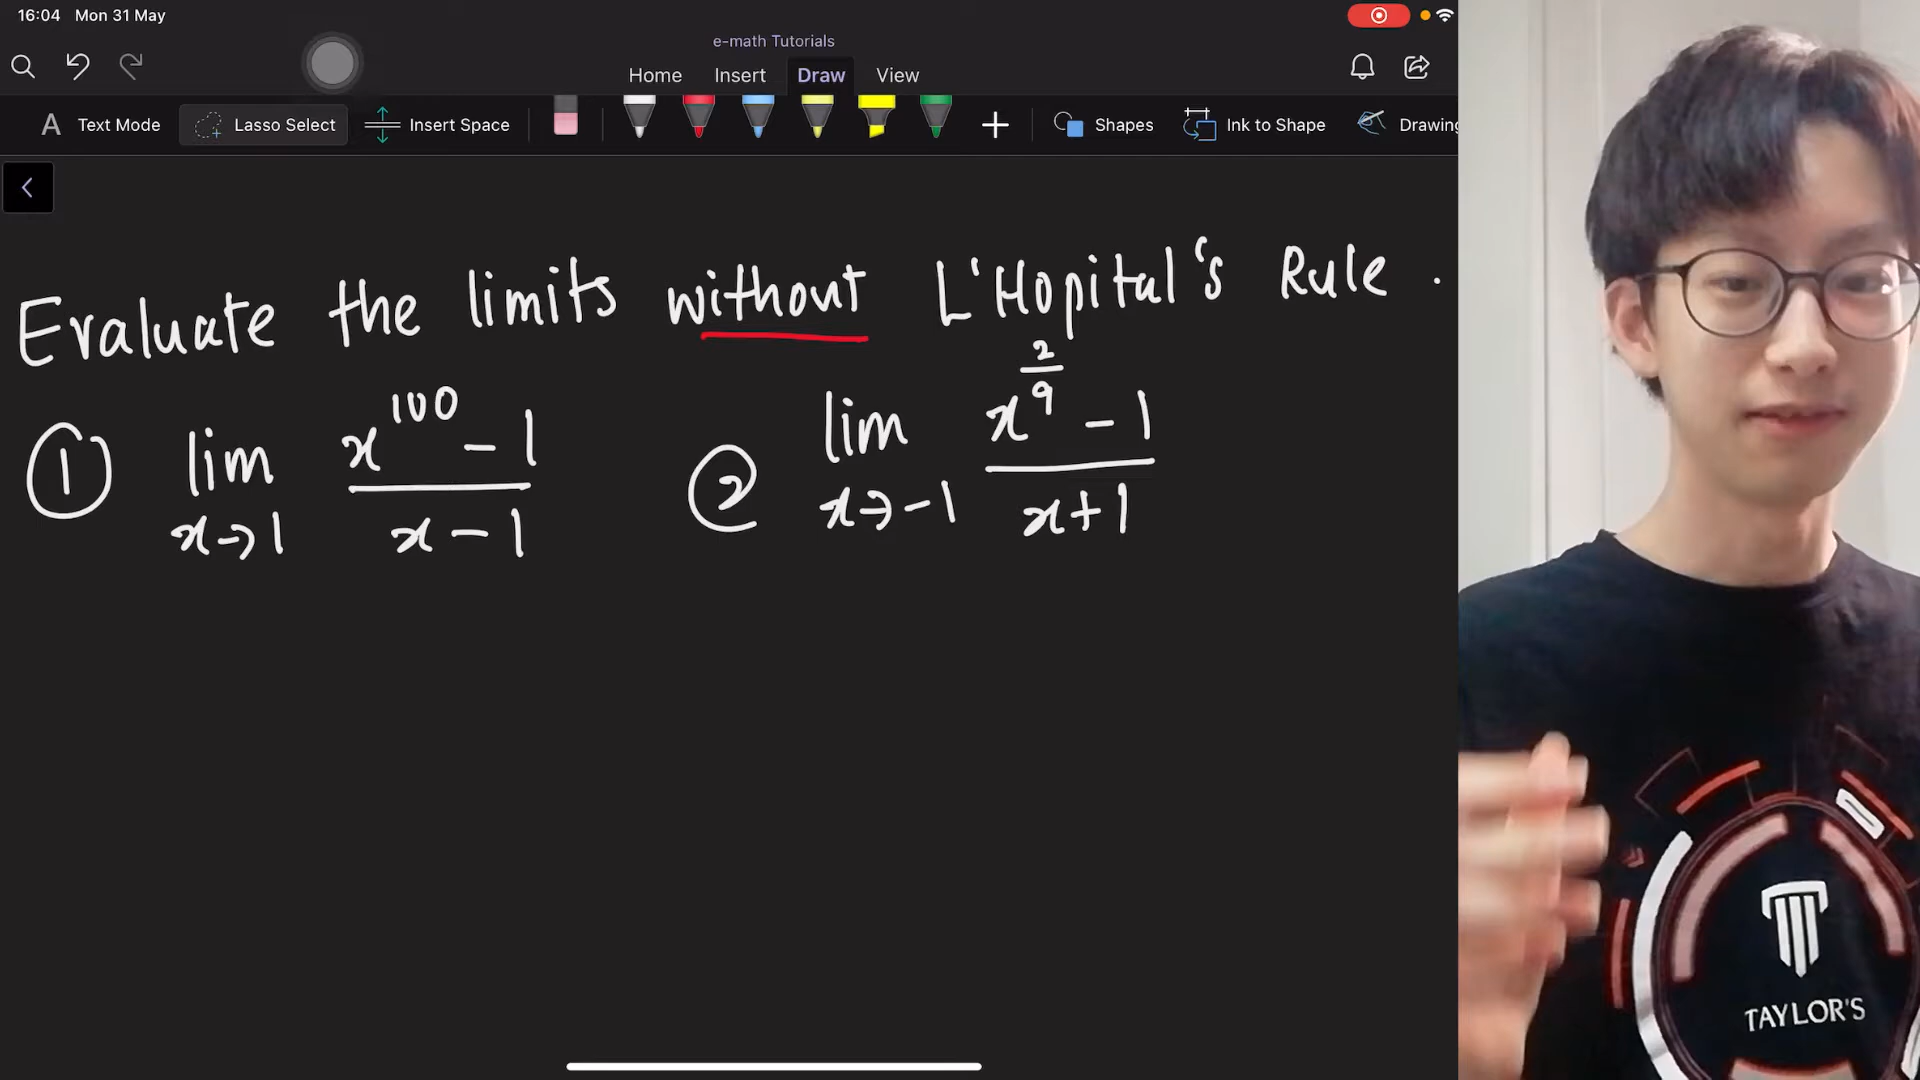 16:04 Mon 31 May
e-math Tutorials
Home Insert Draw View
A Text Mode Lasso Select Insert Space Shapes Ink to Shape Drawing
Evaluate the limits without L'Hopital's Rule.
① lim x→1 x^100 - 1 / x - 1 ② lim x→-1 x^2/9 - 1 / x+1
TAYLOR'S